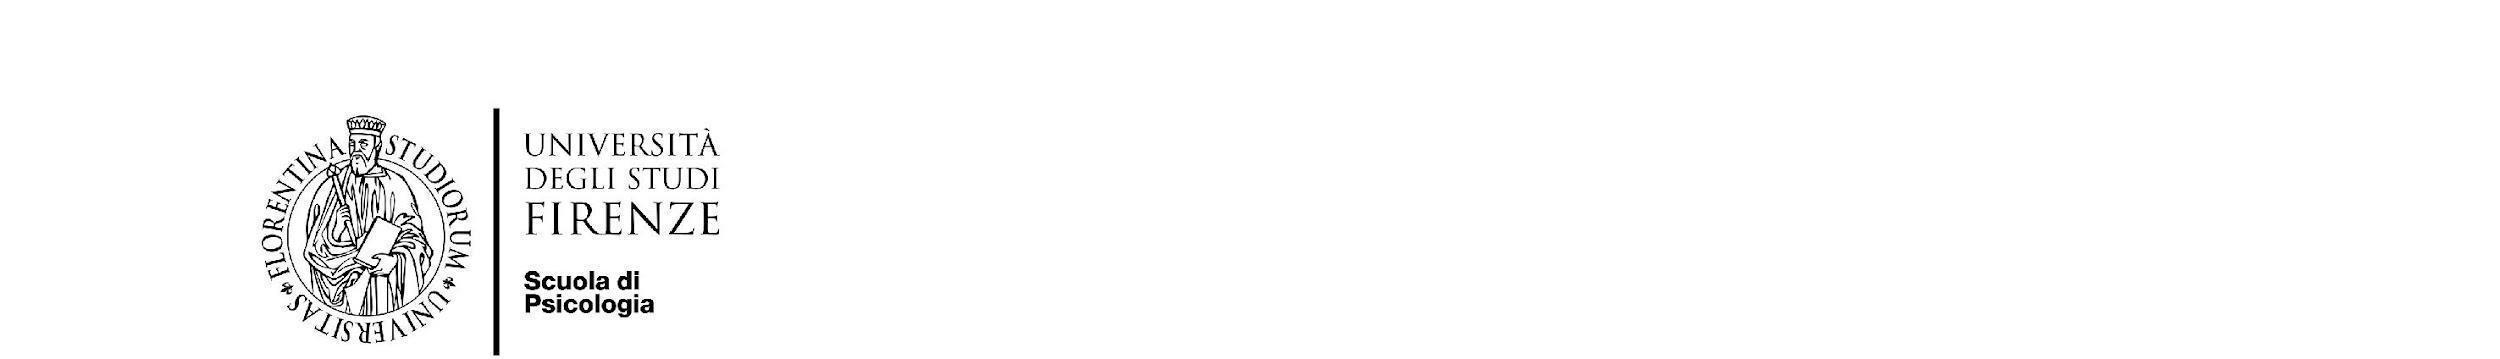 FLORENTINA STUDIORUM UNIVERSITAS
UNIVERSITÀ
DEGLI STUDI
FIRENZE
Scuola di
Psicologia